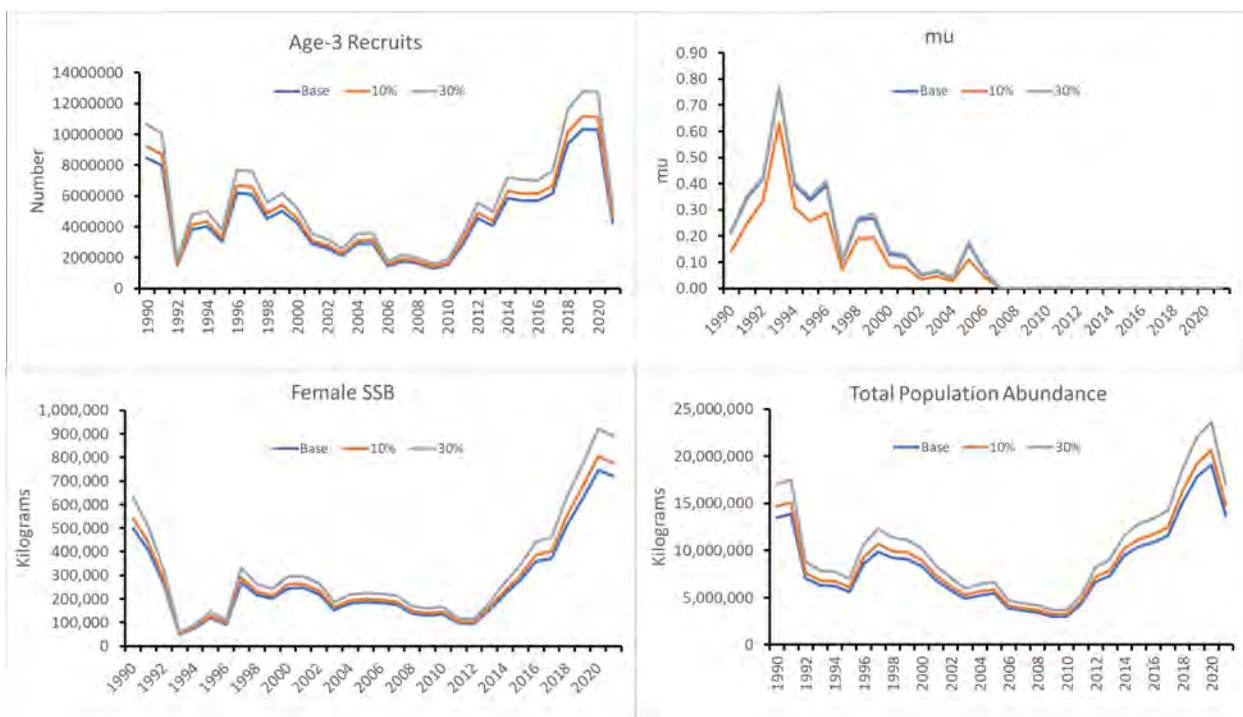 Age-3 Recruits
14000000
12000000
10000000
8000000
6000000
4000000
2000000
0
Number
Base 10% 30%
1990 1992 1994 1996 1998 2000 2002 2004 2006 2008 2010 2012 2014 2016 2018 2020
mu
0.90
0.80
0.70
0.60
0.50
0.40
0.30
0.20
0.10
0.00
mu
Base 10% 30%
1990 1992 1994 1996 1998 2000 2002 2004 2006 2008 2010 2012 2014 2016 2018 2020
Female SSB
1,000,000
900,000
800,000
700,000
600,000
500,000
400,000
300,000
200,000
100,000
0
Kilograms
Base 10% 30%
1990 1992 1994 1996 1998 2000 2002 2004 2006 2008 2010 2012 2014 2016 2018 2020
Total Population Abundance
25,000,000
20,000,000
15,000,000
10,000,000
5,000,000
0
Kilograms
Base 10% 30%
1990 1992 1994 1996 1998 2000 2002 2004 2006 2008 2010 2012 2014 2016 2018 2020